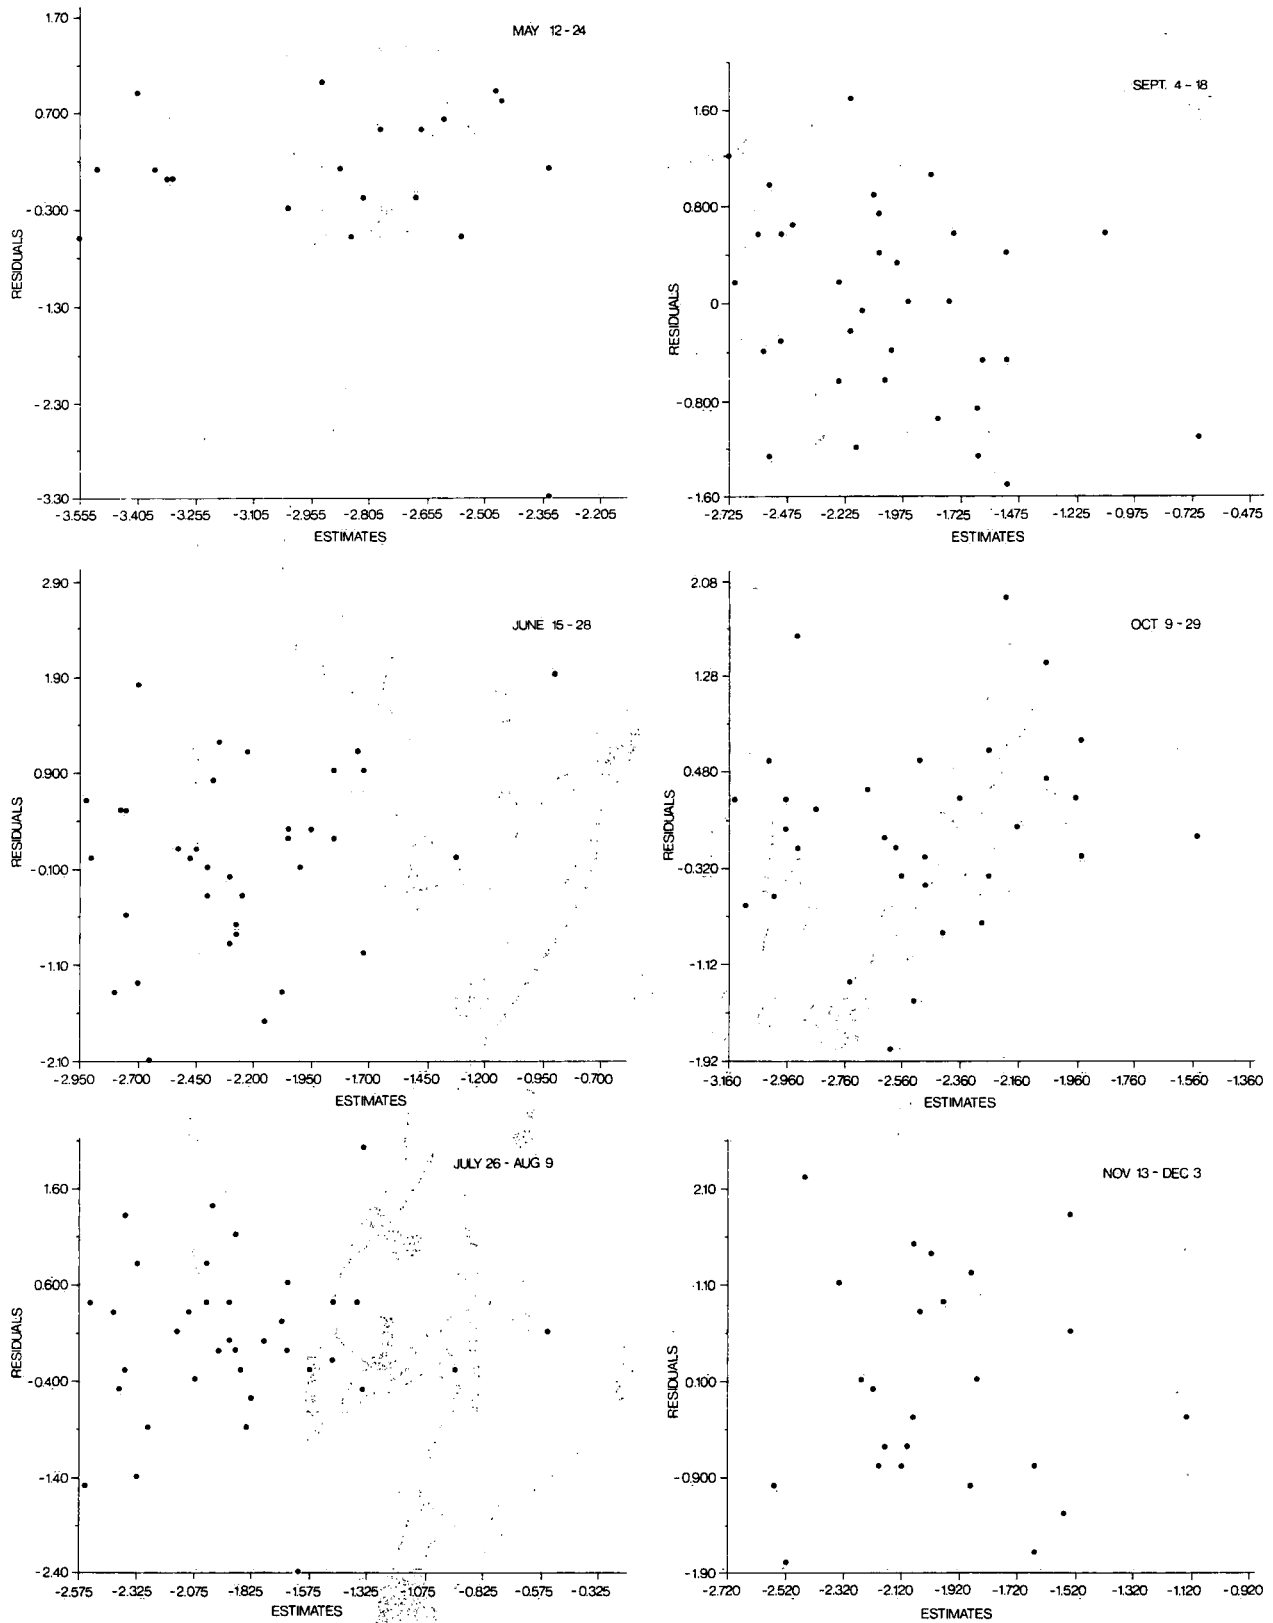 MAY 12-24
1.70
0.700
-0.300
-1.30
-2.30
-3.30
RESIDUALS
-3.555 -3.405 -3.255 -3.105 -2.955 -2.805 -2.655 -2.505 -2.355 -2.205
ESTIMATES
SEPT. 4-18
1.60
0.800
0
-0.800
-1.60
RESIDUALS
-2.725 -2.475 -2.225 -1.975 -1.725 -1.475 -1.225 -0.975 -0.725 -0.475
ESTIMATES
JUNE 15-28
2.90
1.90
0.900
-0.100
-1.10
-2.10
RESIDUALS
-2.950 -2.700 -2.450 -2.200 -1.950 -1.700 -1.450 -1.200 -0.950 -0.700
ESTIMATES
OCT 9-29
2.08
1.28
0.480
-0.320
-1.12
-1.92
RESIDUALS
-3.160 -2.960 -2.760 -2.560 -2.360 -2.160 -1.960 -1.760 -1.560 -1.360
ESTIMATES
JULY 26-AUG 9
1.60
0.600
-0.400
-1.40
-2.40
RESIDUALS
-2.575 -2.325 -2.075 -1.825 -1.575 -1.325 -1.075 -0.825 -0.575 -0.325
ESTIMATES
NOV 13-DEC 3
2.10
1.10
0.100
-0.900
-1.90
RESIDUALS
-2.720 -2.520 -2.320 -2.120 -1.920 -1.720 -1.520 -1.320 -1.120 -0.920
ESTIMATES